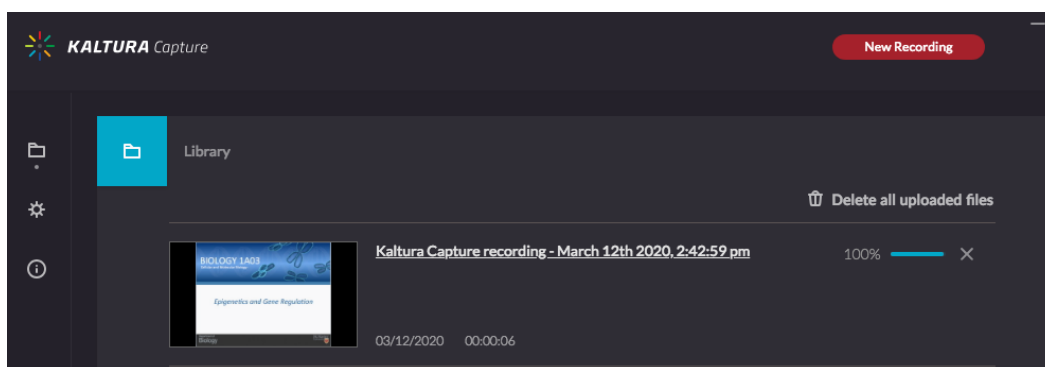 KALTURA Capture
New Recording
Library
Delete all uploaded files
BIOLOGY 1A03
Epigenetics and Gene Regulation
Biology
Kaltura Capture recording - March 12th 2020, 2:42:59 pm
100%
03/12/2020 00:00:06